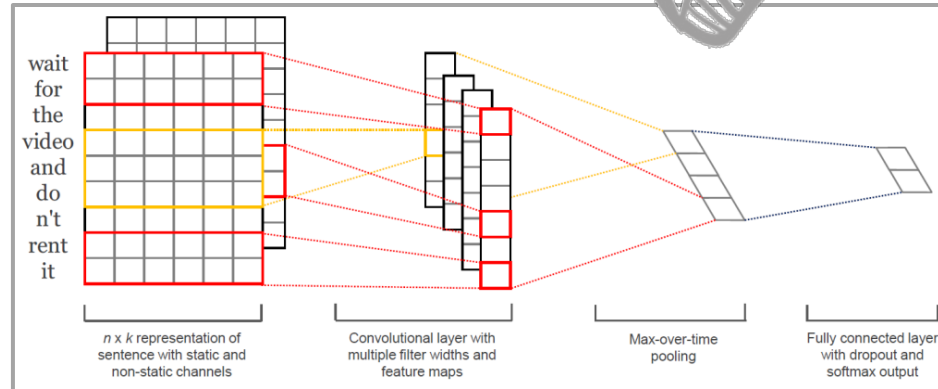 wait
for
the
video
and
do
n't
rent
it
n x k representation of
sentence with static and
non-static channels
Convolutional layer with
multiple filter widths and
feature maps
Max-over-time
pooling
Fully connected layer
with dropout and
softmax output